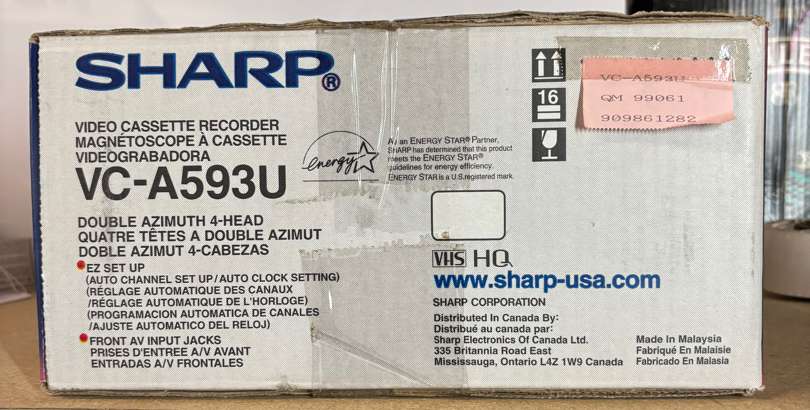 SHARP®
VIDEO CASSETTE RECORDER
MAGNÉTOSCOPE À CASSETTE
VIDEOGRABADORA
VC-A593U
DOUBLE AZIMUTH 4-HEAD
QUATRE TÊTES A DOUBLE AZIMUT
DOBLE AZIMUT 4-CABEZAS
EZ SET UP
(AUTO CHANNEL SET UP/AUTO CLOCK SETTING)
(RÉGLAGE AUTOMATIQUE DES CANAUX
/RÉGLAGE AUTOMATIQUE DE L'HORLOGE)
(PROGRAMACION AUTOMATICA DE CANALES
/AJUSTE AUTOMATICO DEL RELOJ)
FRONT AV INPUT JACKS
PRISES D'ENTREE A/V AVANT
ENTRADAS A/V FRONTALES
energy
As an ENERGY STAR® Partner,
SHARP has determined that this product
meets the ENERGY STAR®
guidelines for energy efficiency.
ENERGY STAR is a U.S.registered mark.
16
VC-A593U
QM 99061
909861282
VHS HQ
www.sharp-usa.com
SHARP CORPORATION
Distributed In Canada By:
Distribué au canada par:
Sharp Electronics Of Canada Ltd.
335 Britannia Road East
Mississauga, Ontario L4Z 1W9 Canada
Made In Malaysia
Fabriqué En Malaisie
Fabricado En Malasia